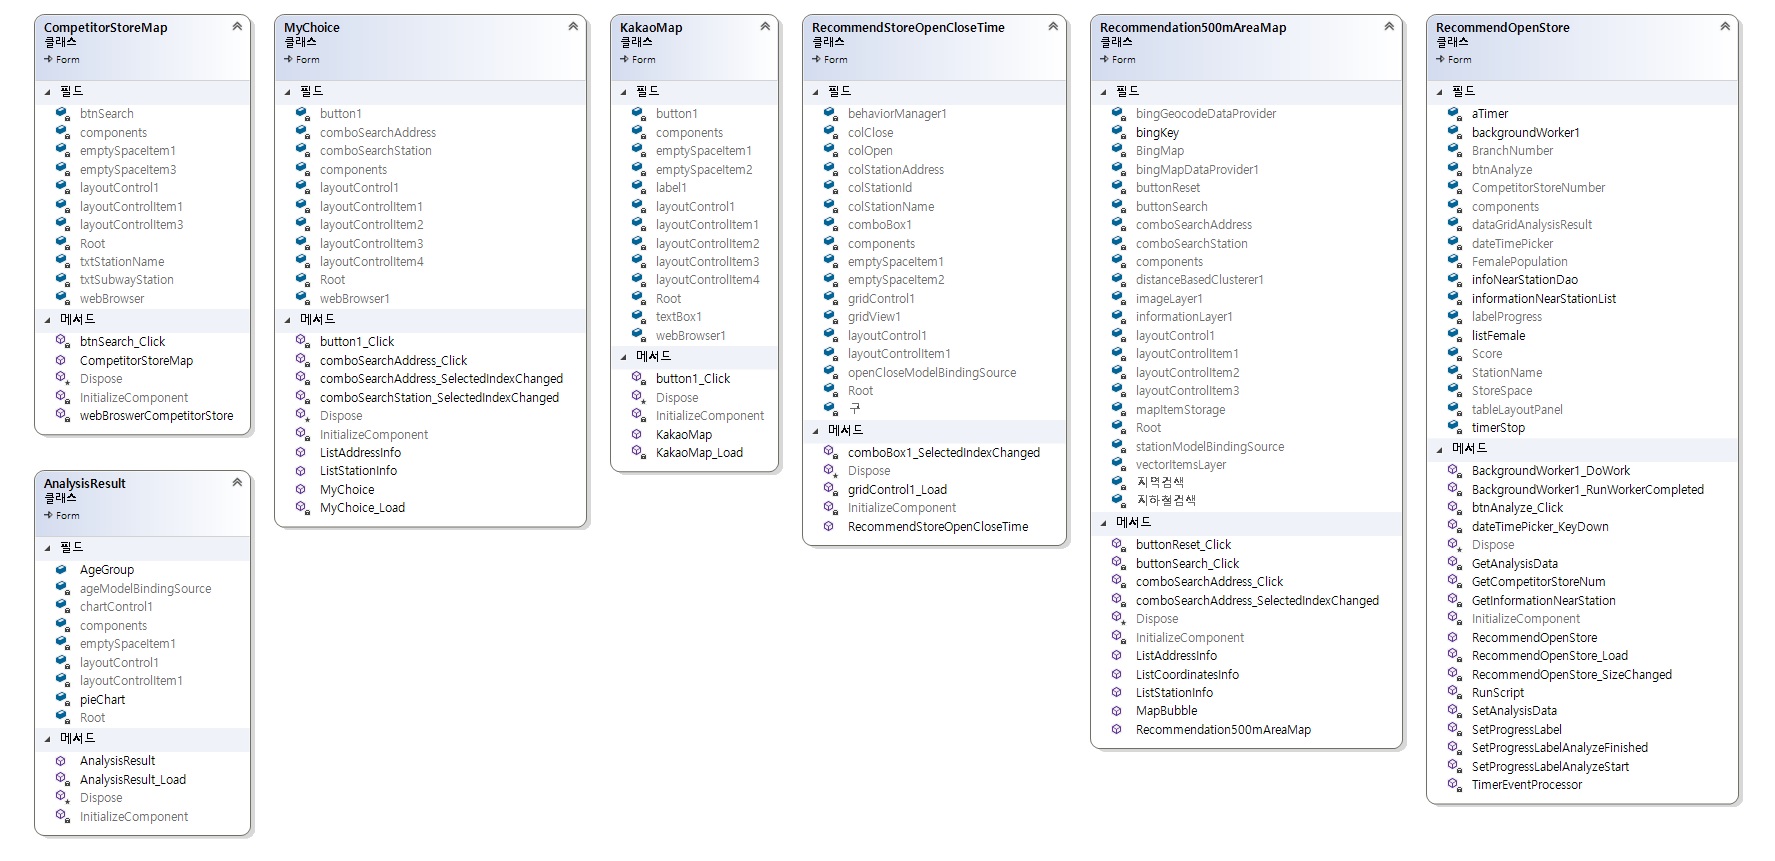 CompetitorStoreMap
클래스
Form
필드
btnSearch
components
emptySpaceItem1
emptySpaceItem3
layoutControl1
layoutControlItem1
layoutControlItem3
Root
txtStationName
txtSubwayStation
webBrowser
메서드
btnSearch_Click
CompetitorStoreMap
Dispose
InitializeComponent
webBroswerCompetitorStore
AnalysisResult
클래스
Form
필드
AgeGroup
ageModelBindingSource
chartControl1
components
emptySpaceItem1
layoutControl1
layoutControlItem1
pieChart
Root
메서드
AnalysisResult
AnalysisResult_Load
Dispose
InitializeComponent
MyChoice
클래스
Form
필드
button1
comboSearchAddress
comboSearchStation
components
layoutControl1
layoutControlItem1
layoutControlItem2
layoutControlItem3
layoutControlItem4
Root
webBrowser1
메서드
button1_Click
comboSearchAddress_Click
comboSearchAddress_SelectedIndexChanged
comboSearchStation_SelectedIndexChanged
Dispose
InitializeComponent
ListAddressInfo
ListStationInfo
MyChoice
MyChoice_Load
KakaoMap
클래스
Form
필드
button1
components
emptySpaceItem1
emptySpaceItem2
label1
layoutControl1
layoutControlItem1
layoutControlItem2
layoutControlItem3
layoutControlItem4
Root
textBox1
webBrowser1
메서드
button1_Click
Dispose
InitializeComponent
KakaoMap
KakaoMap_Load
RecommendStoreOpenCloseTime
클래스
Form
필드
behaviorManager1
colClose
colOpen
colStationAddress
colStationId
colStationName
comboBox1
components
emptySpaceItem1
emptySpaceItem2
gridControl1
gridView1
layoutControl1
layoutControlItem1
openCloseModelBindingSource
Root
구
메서드
comboBox1_SelectedIndexChanged
Dispose
gridControl1_Load
InitializeComponent
RecommendStoreOpenCloseTime
Recommendation500mAreaMap
클래스
Form
필드
bingGeocodeDataProvider
bingKey
BingMap
bingMapDataProvider1
buttonReset
buttonSearch
comboSearchAddress
comboSearchStation
components
distanceBasedClusterer1
imageLayer1
informationLayer1
layoutControl1
layoutControlItem1
layoutControlItem2
layoutControlItem3
mapItemStorage
Root
stationModelBindingSource
vectorItemsLayer
지역검색
지하철검색
메서드
buttonReset_Click
buttonSearch_Click
comboSearchAddress_Click
comboSearchAddress_SelectedIndexChanged
Dispose
InitializeComponent
ListAddressInfo
ListCoordinatesInfo
ListStationInfo
MapBubble
Recommendation500mAreaMap
RecommendOpenStore
클래스
Form
필드
aTimer
backgroundWorker1
BranchNumber
btnAnalyze
CompetitorStoreNumber
components
dataGridAnalysisResult
dateTimePicker
FemalePopulation
infoNearStationDao
informationNearStationList
labelProgress
listFemale
Score
StationName
StoreSpace
tableLayoutPanel
timerStop
메서드
BackgroundWorker1_DoWork
BackgroundWorker1_RunWorkerCompleted
btnAnalyze_Click
dateTimePicker_KeyDown
Dispose
GetAnalysisData
GetCompetitorStoreNum
GetInformationNearStation
InitializeComponent
RecommendOpenStore
RecommendOpenStore_Load
RecommendOpenStore_SizeChanged
RunScript
SetAnalysisData
SetProgressLabel
SetProgressLabelAnalyzeFinished
SetProgressLabelAnalyzeStart
TimerEventProcessor